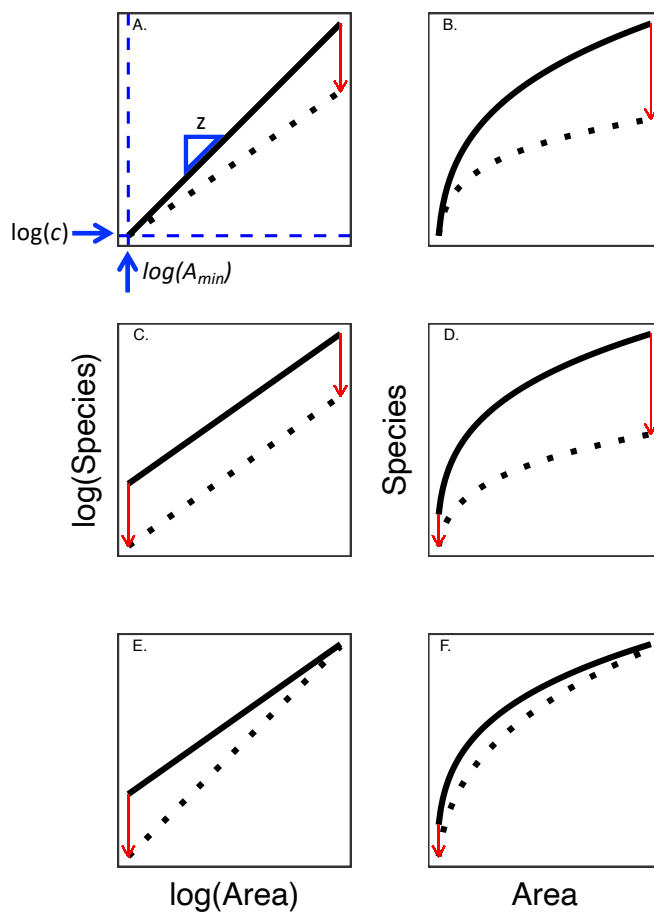 A.
B.
z
log(c)
log(Amin)
C.
D.
log(Species)
Species
E.
F.
log(Area)
Area